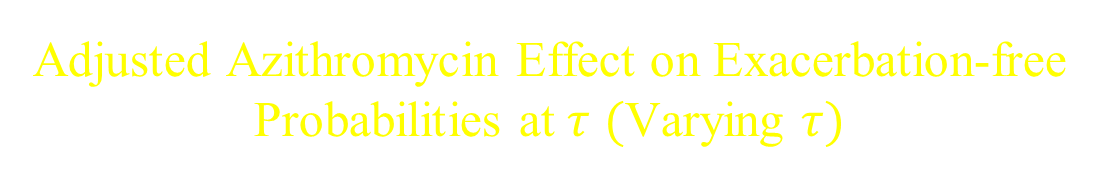 Adjusted Azithromycin Effect on Exacerbation-free
Probabilities at τ (Varying τ)